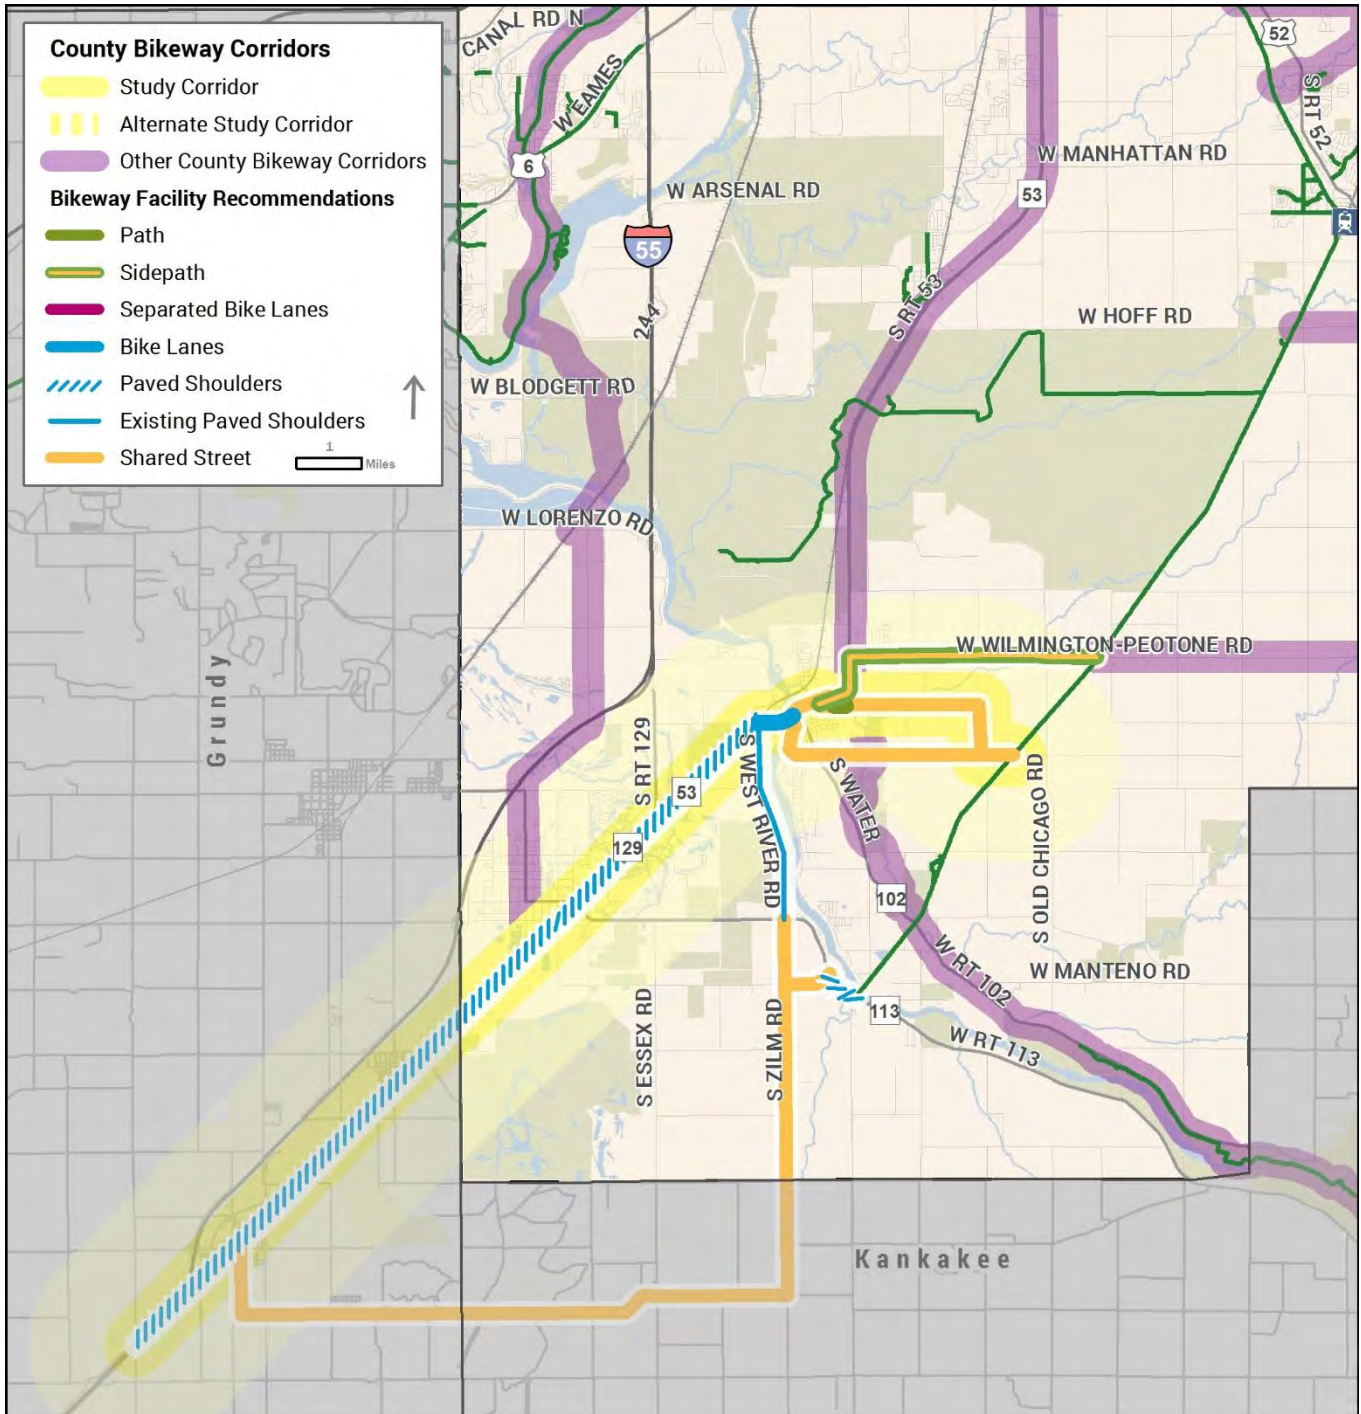 County Bikeway Corridors
Study Corridor
Alternate Study Corridor
Other County Bikeway Corridors
Bikeway Facility Recommendations
Path
Sidepath
Separated Bike Lanes
Bike Lanes
Paved Shoulders
Existing Paved Shoulders
Shared Street
1
Miles
CANAL RD N
W EAMES
6
W ARSENAL RD
55
244
W MANHATTAN RD
53
52
S RT 52
S RT 53
W HOFF RD
W BLODGETT RD
W LORENZO RD
W WILMINGTON-PEOTONE RD
Grundy
S RT 129
53
129
S WEST RIVER RD
S WATER
102
S OLD CHICAGO RD
W RT 102
W MANTENO RD
113
W RT 113
S ESSEX RD
S ZILM RD
Kankakee